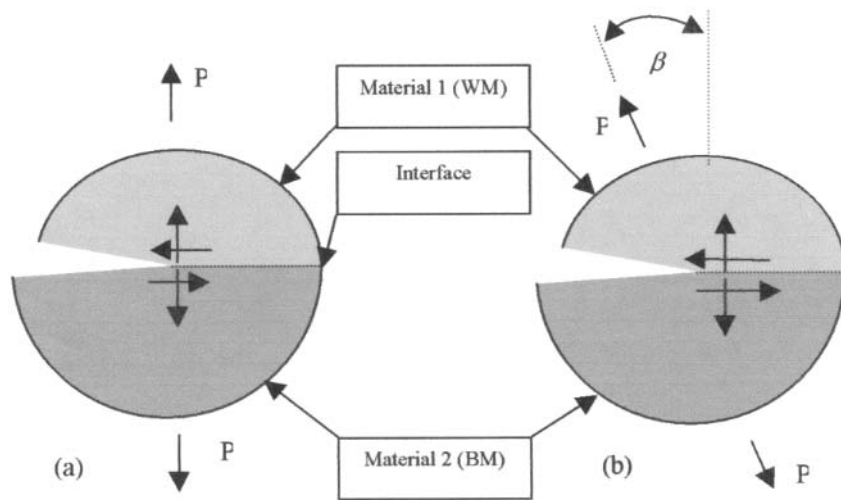 P
β
Material 1 (WM)
P
Interface
(a)
P
Material 2 (BM)
(b)
P